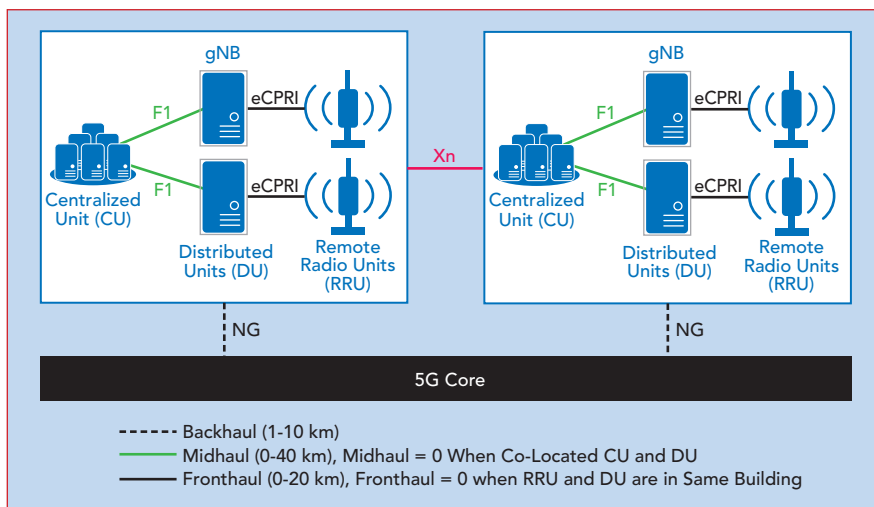 gNB
F1
eCPRI
F1
eCPRI
Centralized
Unit (CU)
Distributed
Units (DU)
Remote
Radio Units
(RRU)
Xn
gNB
F1
eCPRI
F1
eCPRI
Centralized
Unit (CU)
Distributed
Units (DU)
Remote
Radio Units
(RRU)
NG
NG
5G Core
Backhaul (1-10 km)
Midhaul (0-40 km), Midhaul = 0 When Co-Located CU and DU
Fronthaul (0-20 km), Fronthaul = 0 when RRU and DU are in Same Building